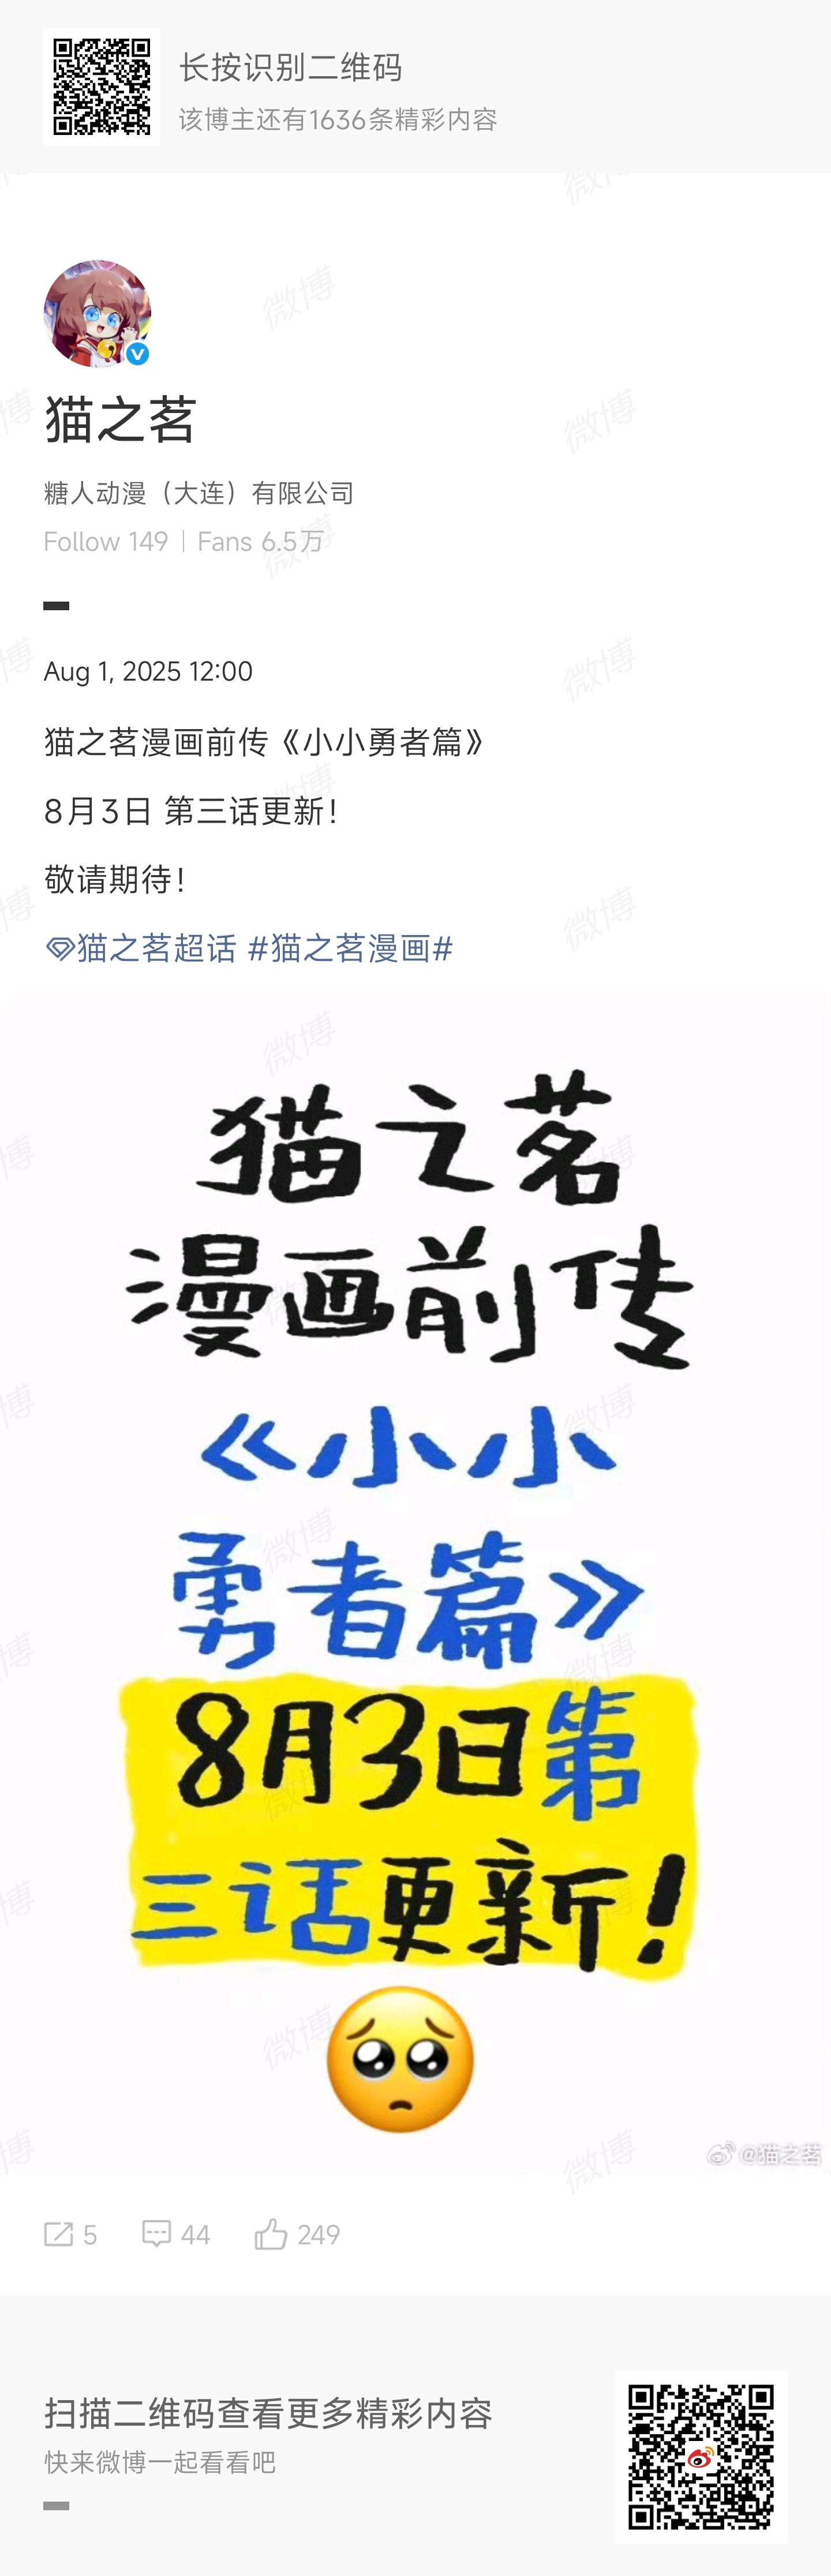 长按识别二维码
该博主还有1636条精彩内容
猫之茗
糖人动漫（大连）有限公司
Follow 149 | Fans 6.5万
Aug 1, 2025 12:00
猫之茗漫画前传《小小勇者篇》
8月3日 第三话更新！
敬请期待！
猫之茗超话 #猫之茗漫画#
猫之茗
漫画前传
《小小
勇者篇》
8月3日第
三话更新！
@猫之茗
5 44 249
扫描二维码查看更多精彩内容
快来微博一起看看吧
微博